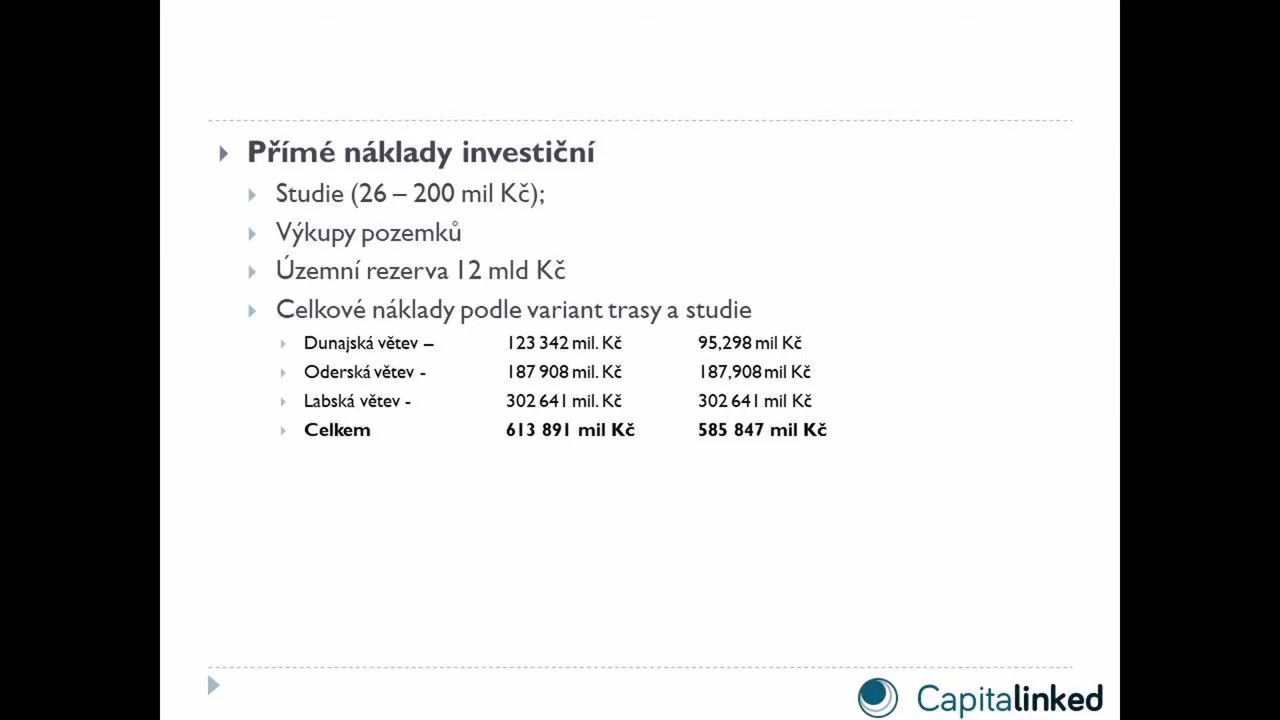 Přímé náklady investiční
Studie (26 – 200 mil Kč);
Výkupy pozemků
Územní rezerva 12 mld Kč
Celkové náklady podle variant trasy a studie
Dunajská větev – 123 342 mil. Kč 95,298 mil Kč
Oderská větev - 187 908 mil. Kč 187,908 mil Kč
Labská větev - 302 641 mil. Kč 302 641 mil Kč
Celkem 613 891 mil Kč 585 847 mil Kč
Capitalinked